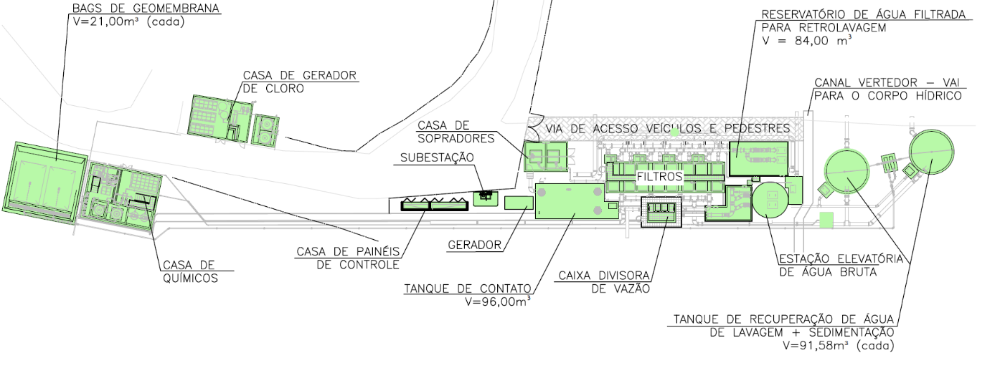 BAGS DE GEOMEMBRANA
V=21,00m³ (cada)
RESERVATÓRIO DE ÁGUA FILTRADA
PARA RETROLAVAGEM
V = 84,00 m³
CASA DE GERADOR
DE CLORO
CANAL VERTEDOR – VAI
PARA O CORPO HÍDRICO
CASA DE
SOPRADORES
VIA DE ACESSO VEÍCULOS E PEDESTRES
SUBESTAÇÃO
FILTROS
GERADOR
CASA DE PAINÉIS
DE CONTROLE
ESTAÇÃO ELEVATÓRIA
DE ÁGUA BRUTA
CASA DE
QUÍMICOS
CAIXA DIVISORA
DE VAZÃO
TANQUE DE CONTATO
V=96,00m³
TANQUE DE RECUPERAÇÃO DE ÁGUA
DE LAVAGEM + SEDIMENTAÇÃO
V=91,58m³ (cada)